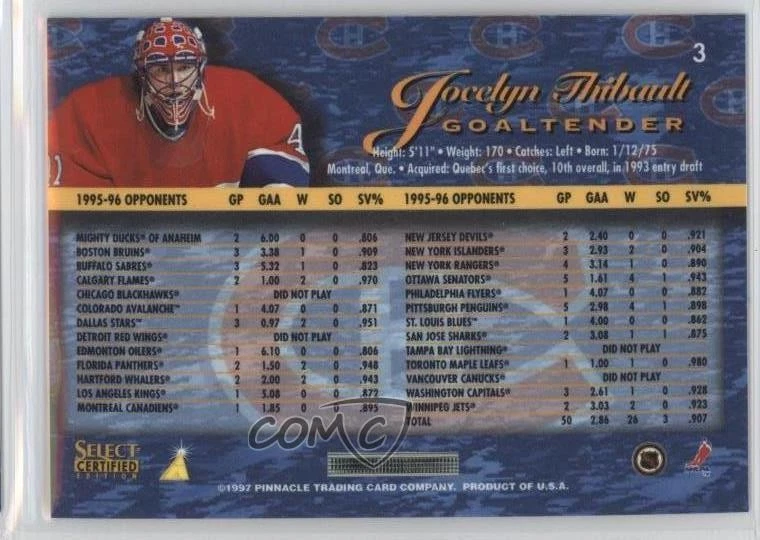 3
Jocelyn Thibault
GOALTENDER
Height: 5'11" • Weight: 170 • Catches: Left • Born: 1/12/75
Montreal, Que. • Acquired: Quebec's first choice, 10th overall, in 1993 entry draft
1995-96 OPPONENTS GP GAA W SO SV% 1995-96 OPPONENTS GP GAA W SO SV%
MIGHTY DUCKS® OF ANAHEIM 2 6.00 0 0 .806 NEW JERSEY DEVILS® 2 2.40 0 0 .921
BOSTON BRUINS® 3 3.38 1 0 .909 NEW YORK ISLANDERS® 3 2.93 2 0 .904
BUFFALO SABRES® 3 5.32 1 0 .823 NEW YORK RANGERS® 4 3.14 1 0 .890
CALGARY FLAMES® 2 1.00 2 0 .970 OTTAWA SENATORS® 5 1.61 4 1 .943
CHICAGO BLACKHAWKS® DID NOT PLAY PHILADELPHIA FLYERS® 1 4.07 0 0 .882
COLORADO AVALANCHE™ 1 4.07 0 0 .871 PITTSBURGH PENGUINS® 5 2.98 4 1 .898
DALLAS STARS™ 3 0.97 2 0 .951 ST. LOUIS BLUES™ 1 4.00 0 0 .862
DETROIT RED WINGS® DID NOT PLAY SAN JOSE SHARKS® 2 3.08 1 1 .875
EDMONTON OILERS® 1 6.10 0 0 .806 TAMPA BAY LIGHTNING® DID NOT PLAY
FLORIDA PANTHERS® 2 1.50 2 0 .948 TORONTO MAPLE LEAFS® 1 1.00 1 0 .980
HARTFORD WHALERS® 2 2.00 2 0 .943 VANCOUVER CANUCKS® DID NOT PLAY
LOS ANGELES KINGS® 1 5.08 0 0 .872 WASHINGTON CAPITALS® 3 2.61 1 0 .928
MONTREAL CANADIENS® 1 1.85 0 0 .895 WINNIPEG JETS® 2 3.03 2 0 .923
TOTAL 50 2.86 26 3 .907
COMC
SELECT
CERTIFIED
EDITION
©1997 PINNACLE TRADING CARD COMPANY. PRODUCT OF U.S.A.